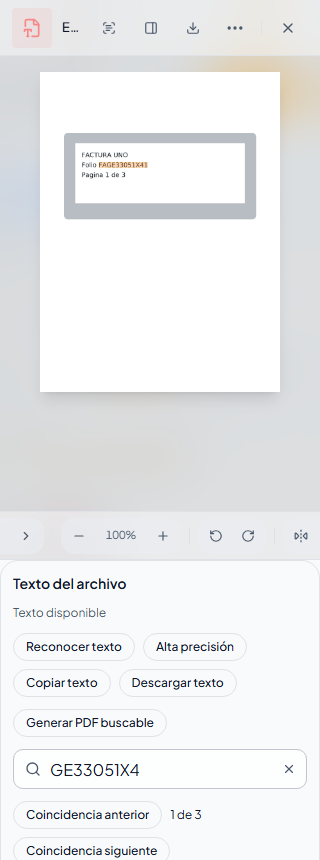 E...
FACTURA UNO
Folio FAGE33051X41
Pagina 1 de 3
100%
Texto del archivo
Texto disponible
Reconocer texto
Alta precisión
Copiar texto
Descargar texto
Generar PDF buscable
GE33051X4
Coincidencia anterior
1 de 3
Coincidencia siguiente